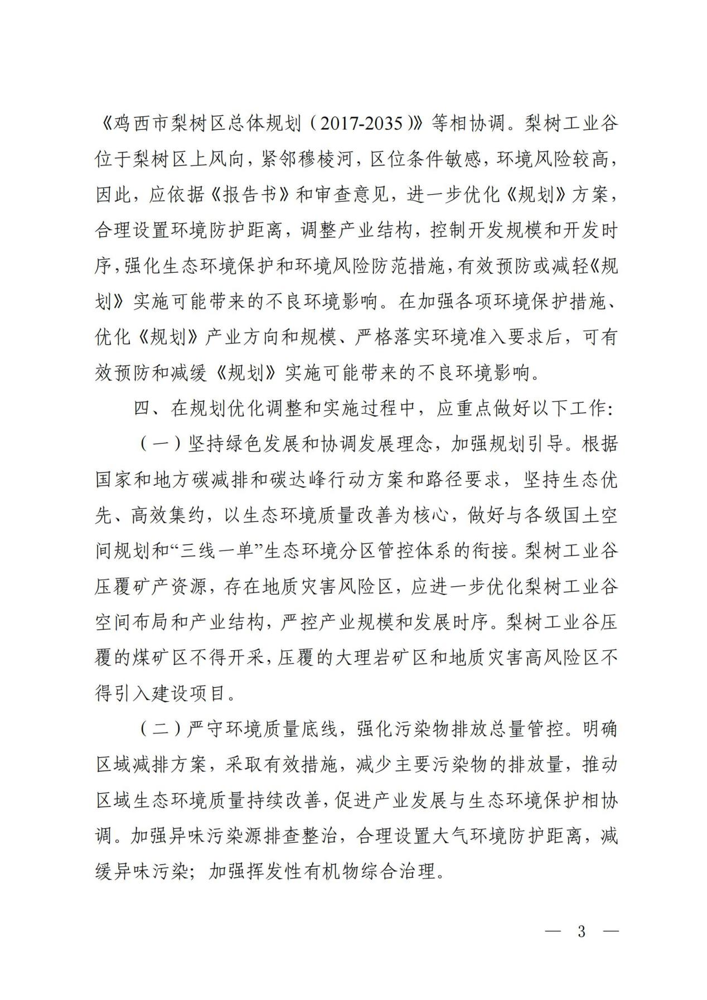 《鸡西市梨树区总体规划（2017-2035）》等相协调。梨树工业谷
位于梨树区上风向，紧邻穆棱河，区位条件敏感，环境风险较高，
因此，应依据《报告书》和审查意见，进一步优化《规划》方案，
合理设置环境防护距离，调整产业结构，控制开发规模和开发时
序，强化生态环境保护和环境风险防范措施，有效预防或减轻《规
划》实施可能带来的不良环境影响。在加强各项环境保护措施、
优化《规划》产业方向和规模、严格落实环境准入要求后，可有
效预防和减缓《规划》实施可能带来的不良环境影响。
四、在规划优化调整和实施过程中，应重点做好以下工作：
（一）坚持绿色发展和协调发展理念，加强规划引导。根据
国家和地方碳减排和碳达峰行动方案和路径要求，坚持生态优
先、高效集约，以生态环境质量改善为核心，做好与各级国土空
间规划和“三线一单”生态环境分区管控体系的衔接。梨树工业谷
压覆矿产资源，存在地质灾害风险区，应进一步优化梨树工业谷
空间布局和产业结构，严控产业规模和发展时序。梨树工业谷压
覆的煤矿区不得开采，压覆的大理岩矿区和地质灾害高风险区不
得引入建设项目。
（二）严守环境质量底线，强化污染物排放总量管控。明确
区域减排方案，采取有效措施，减少主要污染物的排放量，推动
区域生态环境质量持续改善，促进产业发展与生态环境保护相协
调。加强异味污染源排查整治，合理设置大气环境防护距离，减
缓异味污染；加强挥发性有机物综合治理。
— 3 —